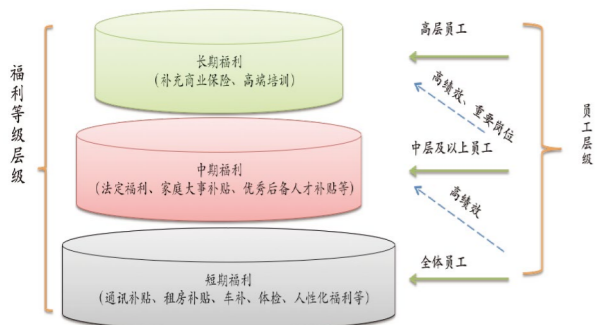 福利等级层级
长期福利
(补充商业保险、高端培训)
高层员工
高绩效、重要岗位
中期福利
(法定福利、家庭大事补贴、优秀后备人才补贴等)
中层及以上员工
高绩效
短期福利
(通讯补贴、租房补贴、车补、体检、人性化福利等)
全体员工
员工层级